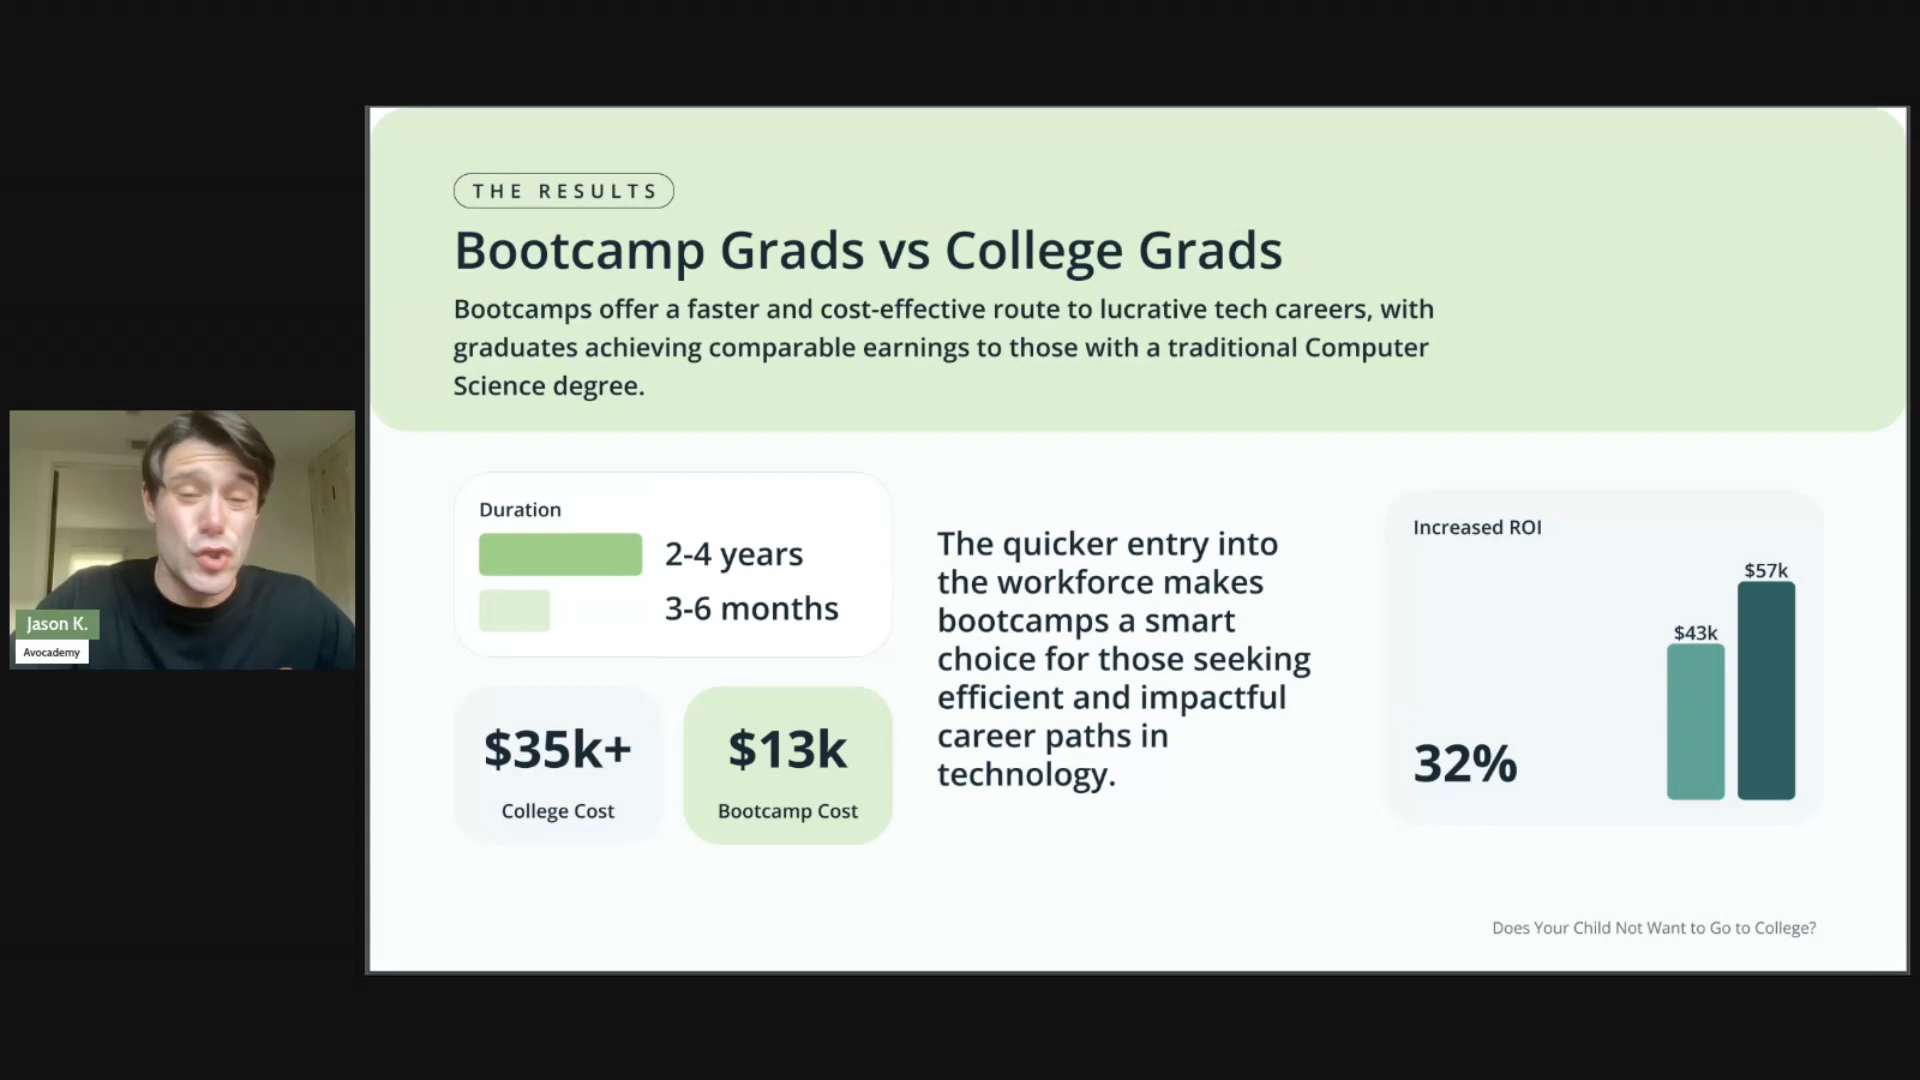 THE RESULTS
Bootcamp Grads vs College Grads
Bootcamps offer a faster and cost-effective route to lucrative tech careers, with
graduates achieving comparable earnings to those with a traditional Computer
Science degree.
Duration
2-4 years
3-6 months
$35k+
College Cost
$13k
Bootcamp Cost
The quicker entry into
the workforce makes
bootcamps a smart
choice for those seeking
efficient and impactful
career paths in
technology.
Increased ROI
$57k
$43k
32%
Does Your Child Not Want to Go to College?
Jason K.
Avocademy